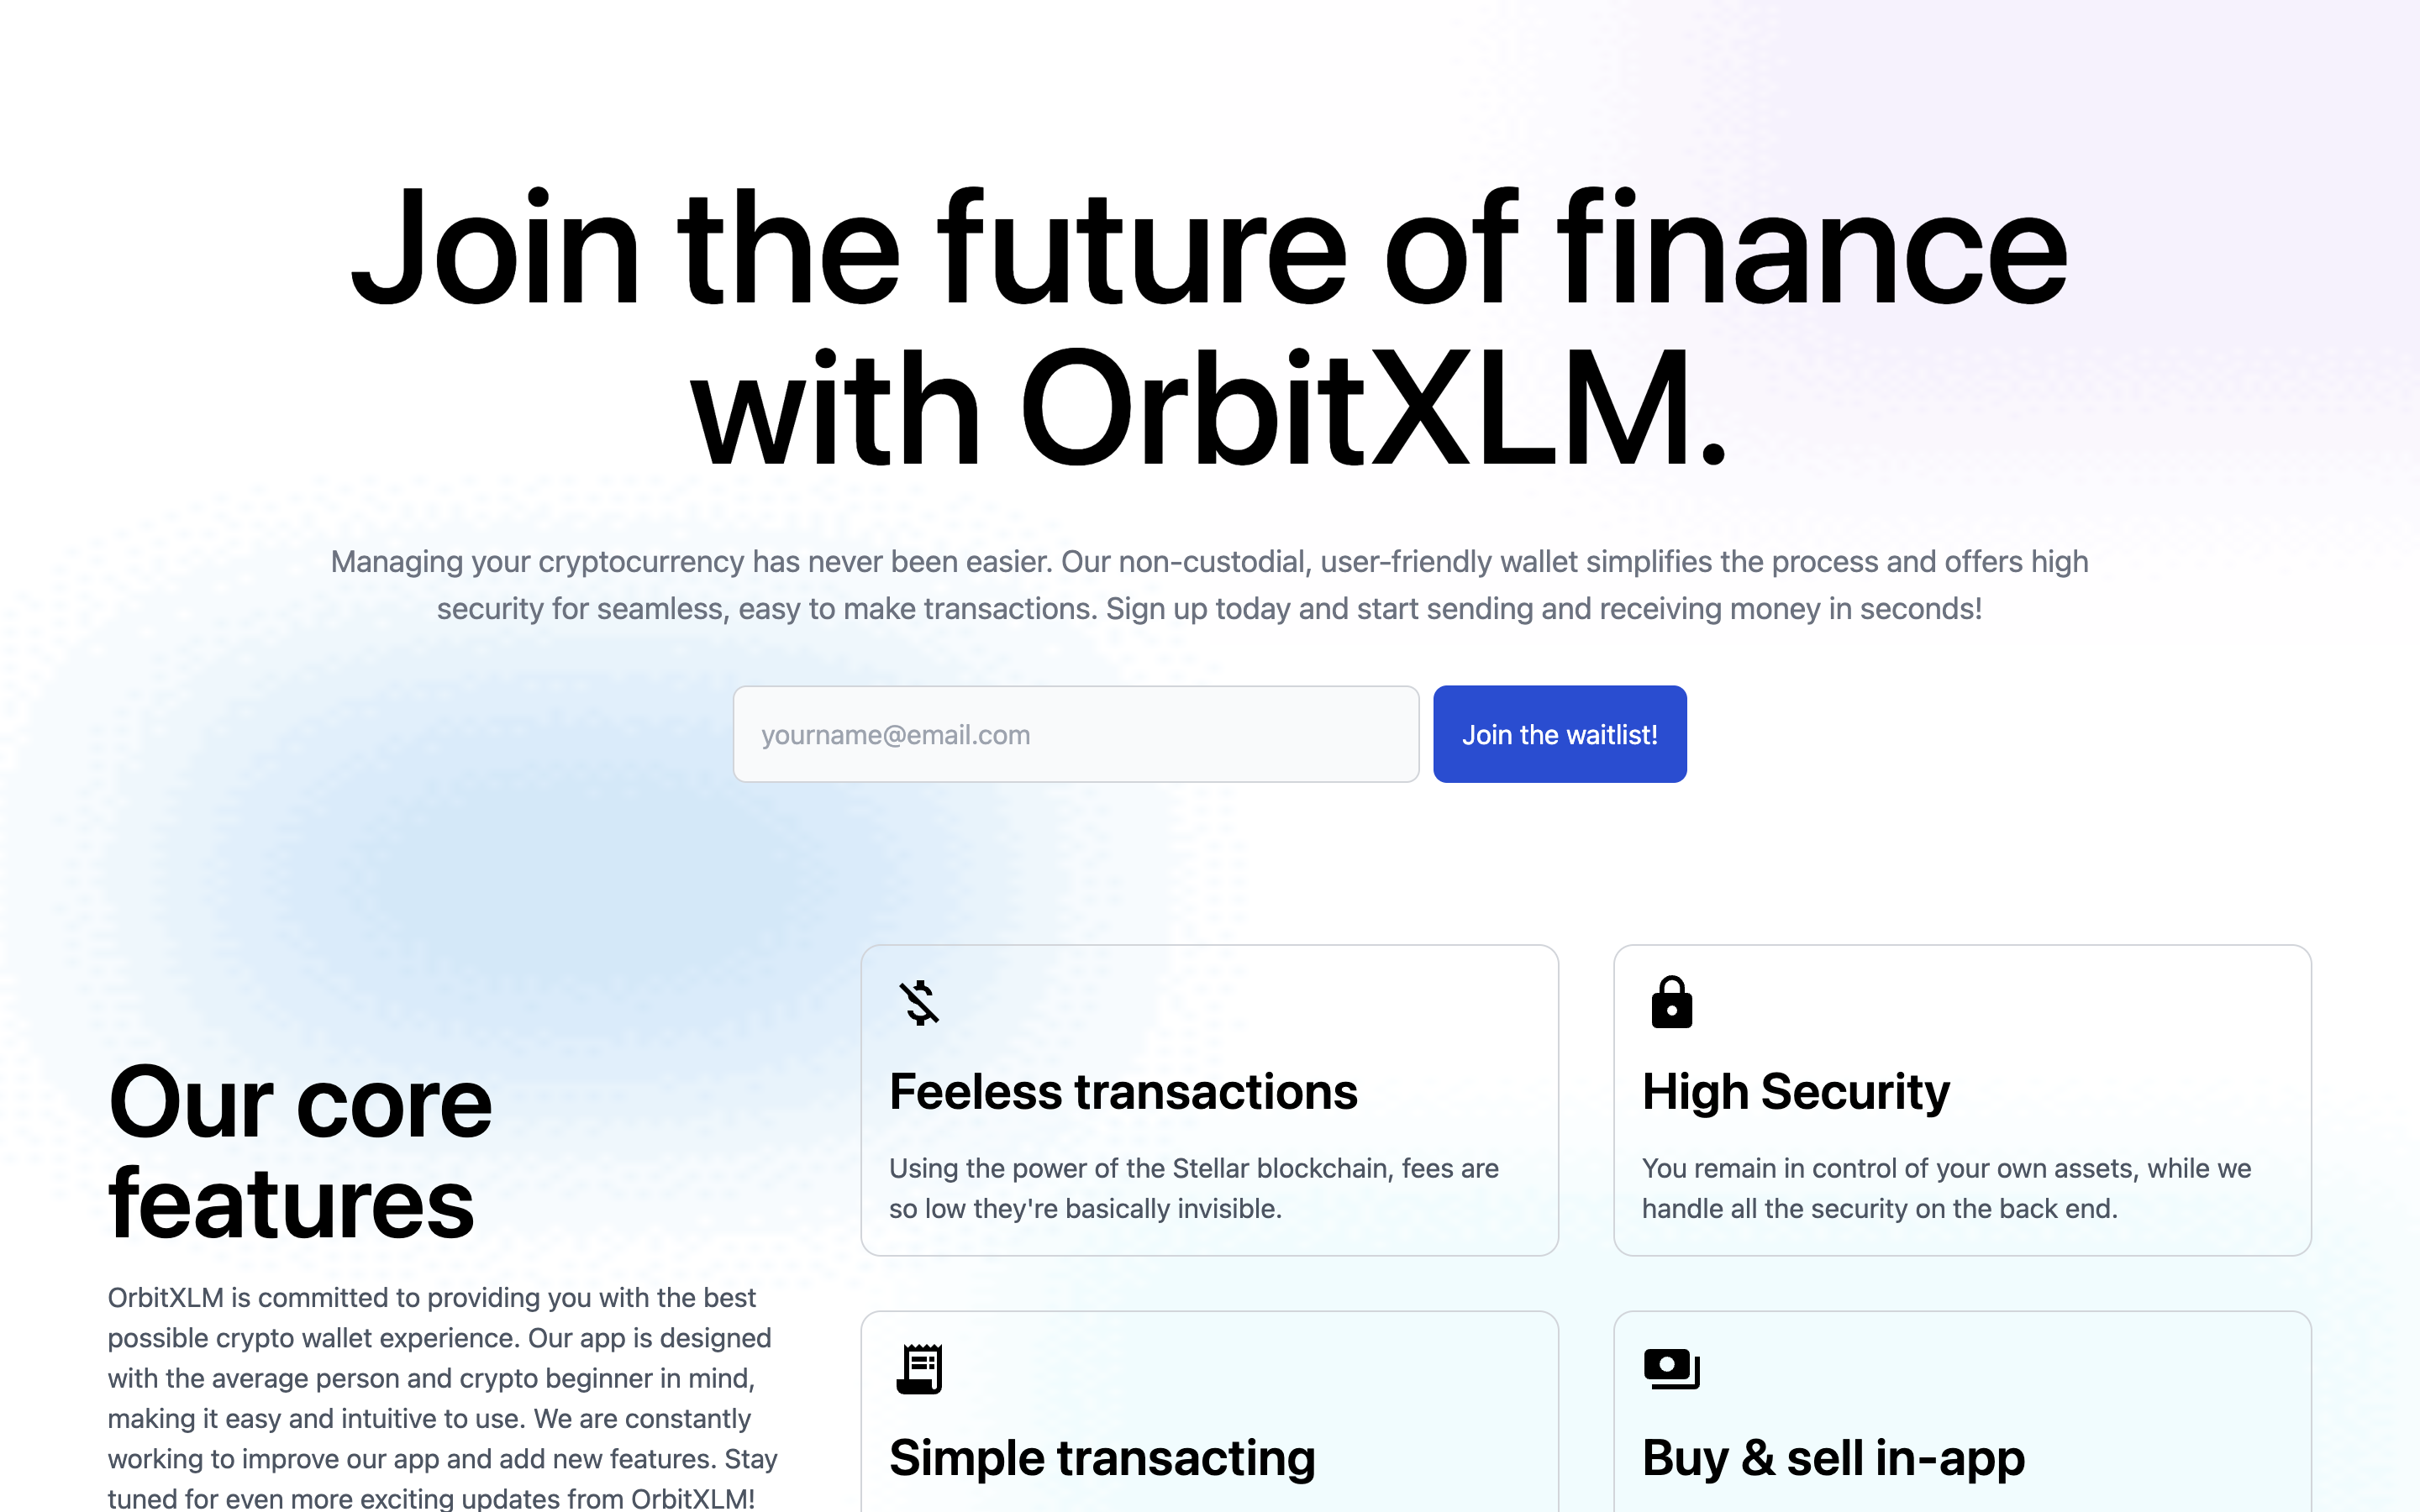 Join the future of finance
with OrbitXLM.
Managing your cryptocurrency has never been easier. Our non-custodial, user-friendly wallet simplifies the process and offers high
security for seamless, easy to make transactions. Sign up today and start sending and receiving money in seconds!
yourname@email.com
Join the waitlist!
Our core
features
OrbitXLM is committed to providing you with the best
possible crypto wallet experience. Our app is designed
with the average person and crypto beginner in mind,
making it easy and intuitive to use. We are constantly
working to improve our app and add new features. Stay
tuned for even more exciting updates from OrbitXLM!
Feeless transactions
Using the power of the Stellar blockchain, fees are
so low they're basically invisible.
High Security
You remain in control of your own assets, while we
handle all the security on the back end.
Simple transacting
Buy & sell in-app